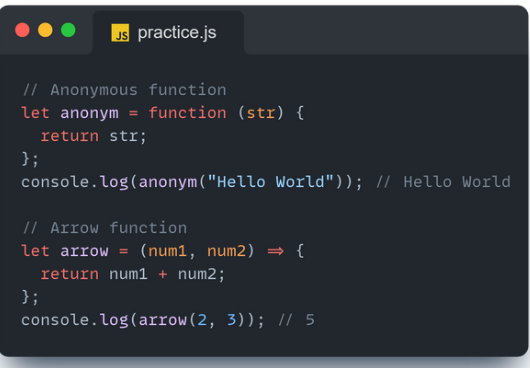 JS practice.js
// Anonymous function
let anonym = function (str) {
  return str;
};
console.log(anonym("Hello World")); // Hello World
// Arrow function
let arrow = (num1, num2) => {
  return num1 + num2;
};
console.log(arrow(2, 3)); // 5